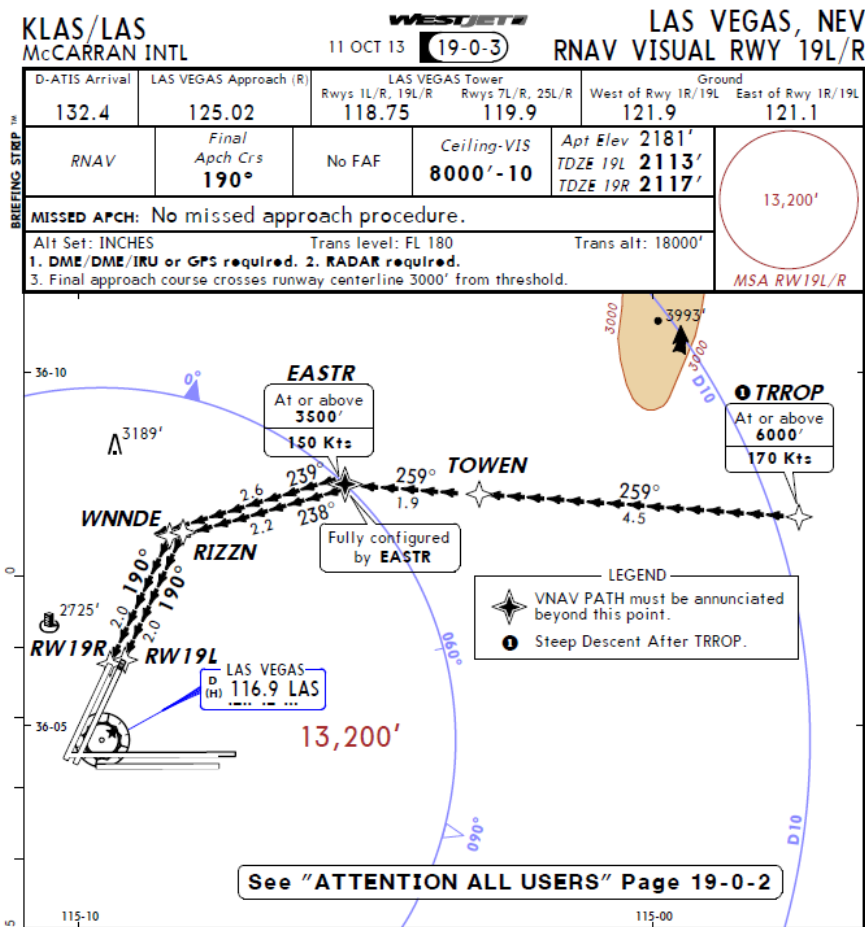 KLAS/LAS
McCARRAN INTL
WESTJET
11 OCT 13
19-0-3
LAS VEGAS, NEV
RNAV VISUAL RWY 19L/R
BRIEFING STRIP ™
D-ATIS Arrival
132.4
LAS VEGAS Approach (R)
125.02
LAS VEGAS Tower
Rwys 1L/R, 19L/R
118.75
Rwys 7L/R, 25L/R
119.9
Ground
West of Rwy 1R/19L
121.9
East of Rwy 1R/19L
121.1
RNAV
Final
Apch Crs
190°
No FAF
Ceiling-VIS
8000'-10
Apt Elev 2181'
TDZE 19L 2113'
TDZE 19R 2117'
13,200'
MSA RW19L/R
MISSED APCH: No missed approach procedure.
Alt Set: INCHES Trans level: FL 180 Trans alt: 18000'
1. DME/DME/IRU or GPS required. 2. RADAR required.
3. Final approach course crosses runway centerline 3000' from threshold.
3000
3993'
3000
D10
36-10
0°
EASTR
At or above
3500'
150 Kts
1 TRROP
At or above
6000'
170 Kts
3189'
TOWEN
239°
2.6
259°
1.9
259°
4.5
WNNDE
2.2
238°
RIZZN
Fully configured
by EASTR
190°
190°
2.0
2.0
LEGEND
VNAV PATH must be annunciated
beyond this point.
1 Steep Descent After TRROP.
0
2725'
RW19R
RW19L
060°
LAS VEGAS
D
(H) 116.9 LAS
36-05
13,200'
090°
D10
See "ATTENTION ALL USERS" Page 19-0-2
5
115-10
115-00